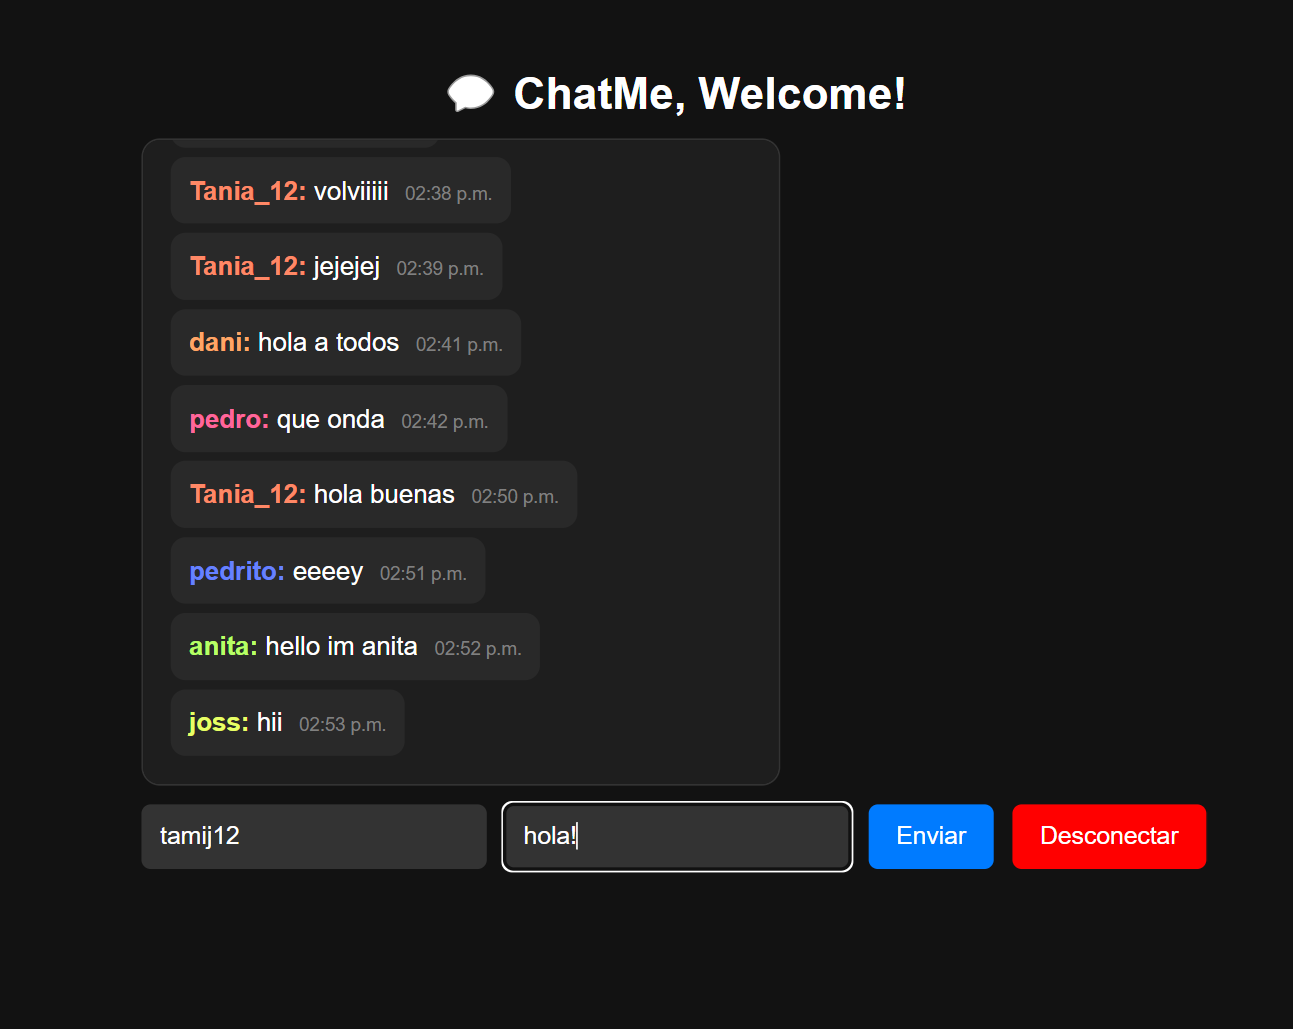 💬 ChatMe, Welcome!
Tania_12: volviiiii 02:38 p.m.
Tania_12: jejejej 02:39 p.m.
dani: hola a todos 02:41 p.m.
pedro: que onda 02:42 p.m.
Tania_12: hola buenas 02:50 p.m.
pedrito: eeeey 02:51 p.m.
anita: hello im anita 02:52 p.m.
joss: hii 02:53 p.m.
tamij12 hola! Enviar Desconectar